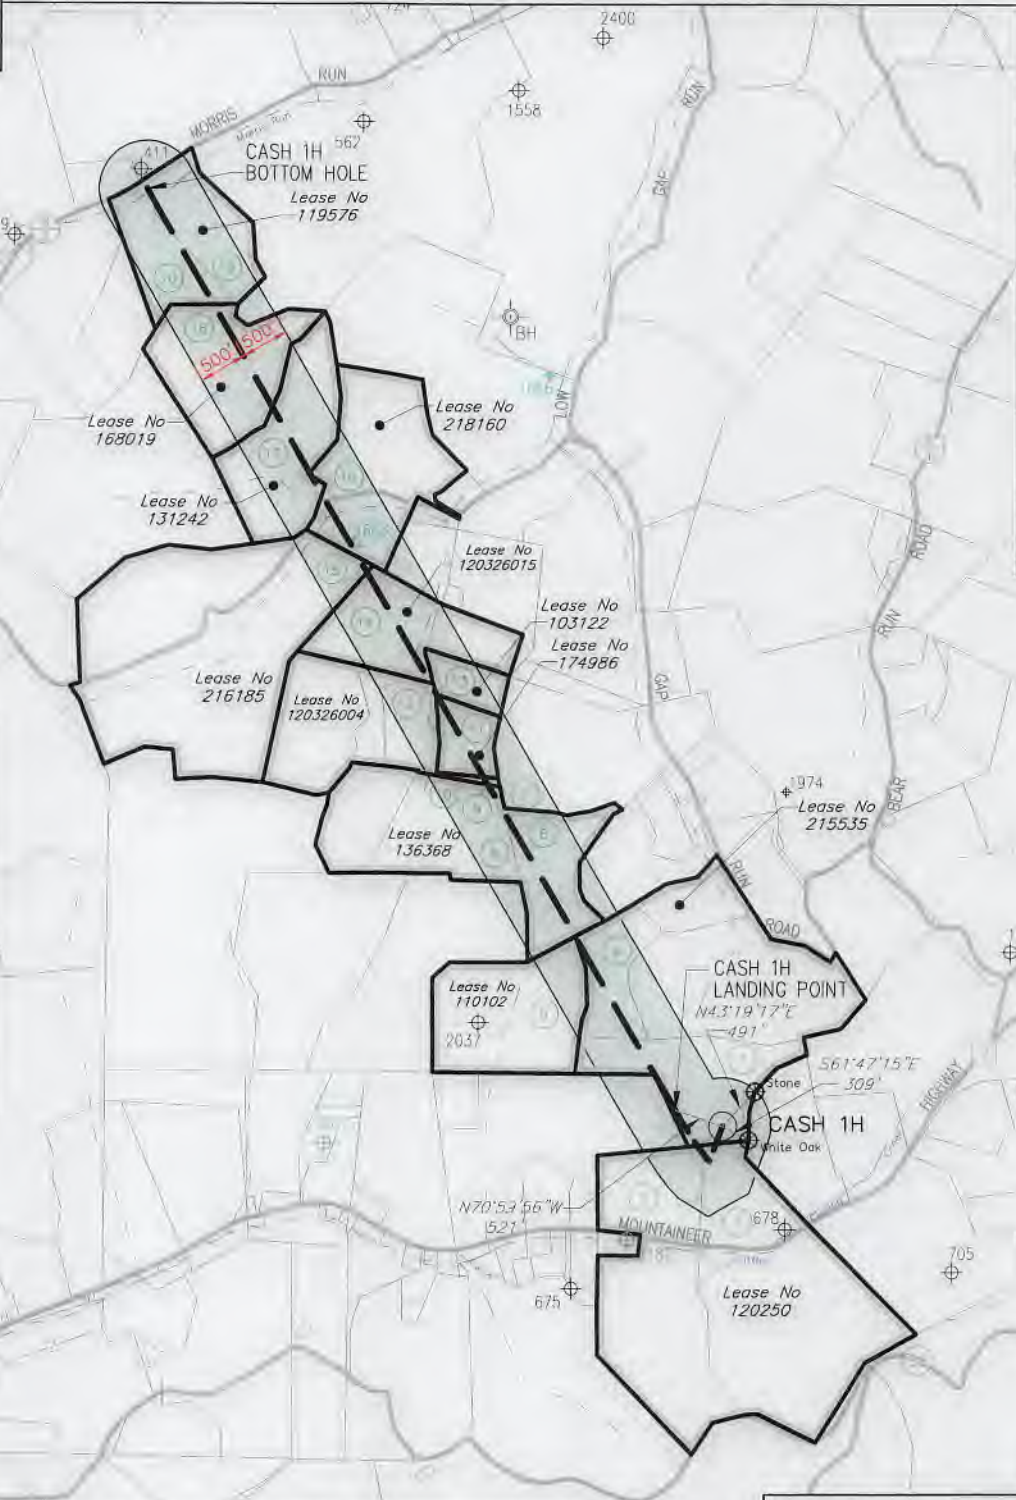 2400
RUN
1558
RUN
MORRIS
562
411
CASH 1H
BOTTOM HOLE
Lease No
119576
GAP
9
BH
500' 500'
LOW
Lease No
218160
Lease No
168019
Lease No
131242
ROAD
Lease No
120326015
Lease No
103122
RUN
Lease No
174986
Lease No
216185
Lease No
120326004
GAP
1974
BEAR
Lease No
215535
Lease No
136368
RUN
ROAD
CASH 1H
LANDING POINT
Lease No
110102
N43°19'17"E
491'
2037
S61°47'15"E
309'
Stone
HIGHWAY
CASH 1H
White Oak
N70°53'56"W
521'
MOUNTAINEER
678
705
675
Lease No
120250